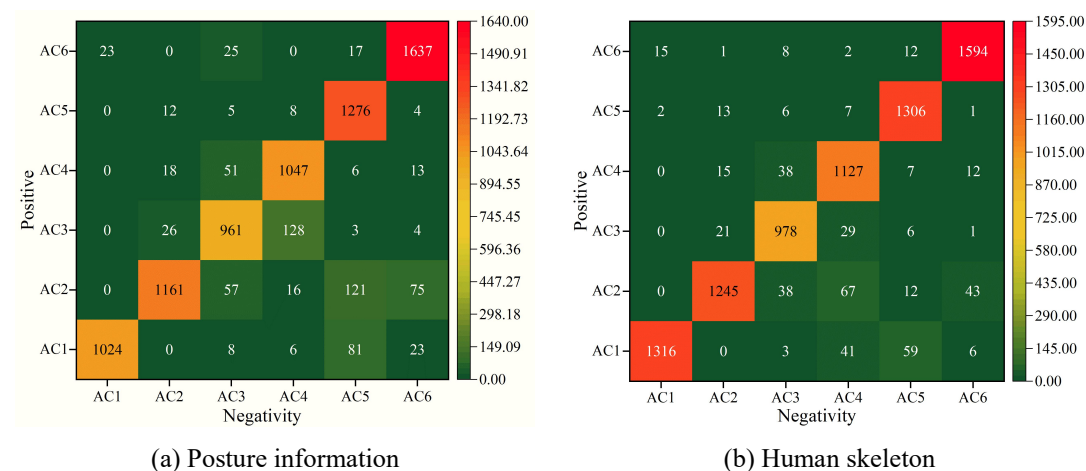 AC6 23 0 25 0 17 1637
AC5 0 12 5 8 1276 4
AC4 0 18 51 1047 6 13
AC3 0 26 961 128 3 4
AC2 0 1161 57 16 121 75
AC1 1024 0 8 6 81 23
AC1 AC2 AC3 AC4 AC5 AC6
Negativity
Positive
1640.00
1490.91
1341.82
1192.73
1043.64
894.55
745.45
596.36
447.27
298.18
149.09
0.00
(a) Posture information
AC6 15 1 8 2 12 1594
AC5 2 13 6 7 1306 1
AC4 0 15 38 1127 7 12
AC3 0 21 978 29 6 1
AC2 0 1245 38 67 12 43
AC1 1316 0 3 41 59 6
AC1 AC2 AC3 AC4 AC5 AC6
Negativity
Positive
1595.00
1450.00
1305.00
1160.00
1015.00
870.00
725.00
580.00
435.00
290.00
145.00
0.00
(b) Human skeleton